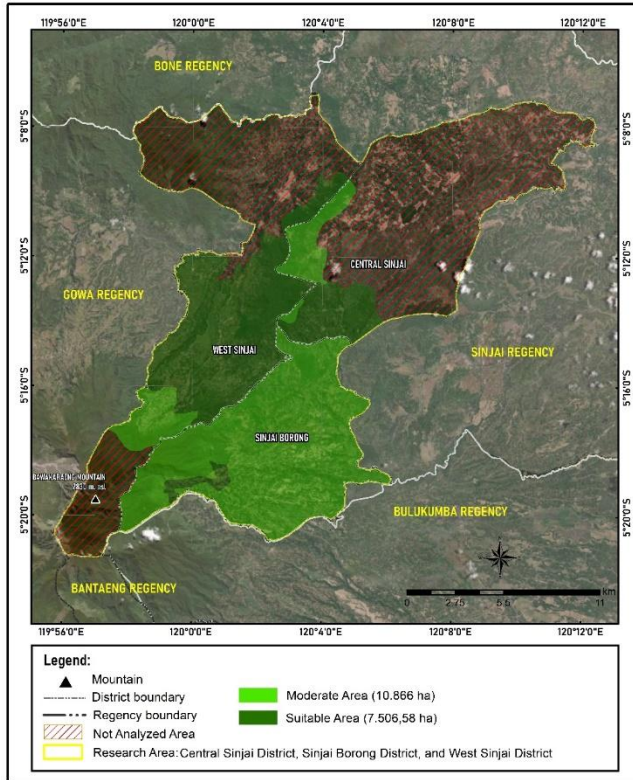 119°56'0"E 120°0'0"E 120°4'0"E 120°8'0"E 120°12'0"E
BONE REGENCY
5°8'0"S 5°8'0"S
5°12'0"S 5°12'0"S
CENTRAL SINJAI
GOWA REGENCY
WEST SINJAI
SINJAI REGENCY
5°16'0"S 5°16'0"S
SINJAI BORONG
MOUNTAIN
m. asl
5°20'0"S 5°20'0"S
BULUKUMBA REGENCY
BANTAENG REGENCY
km
0 2.75 5.5 11
119°56'0"E 120°0'0"E 120°4'0"E 120°8'0"E 120°12'0"E
Legend:
Mountain
District boundary
Regency boundary
Not Analyzed Area
Moderate Area (10.866 ha)
Suitable Area (7.506,58 ha)
Research Area: Central Sinjai District, Sinjai Borong District, and West Sinjai District